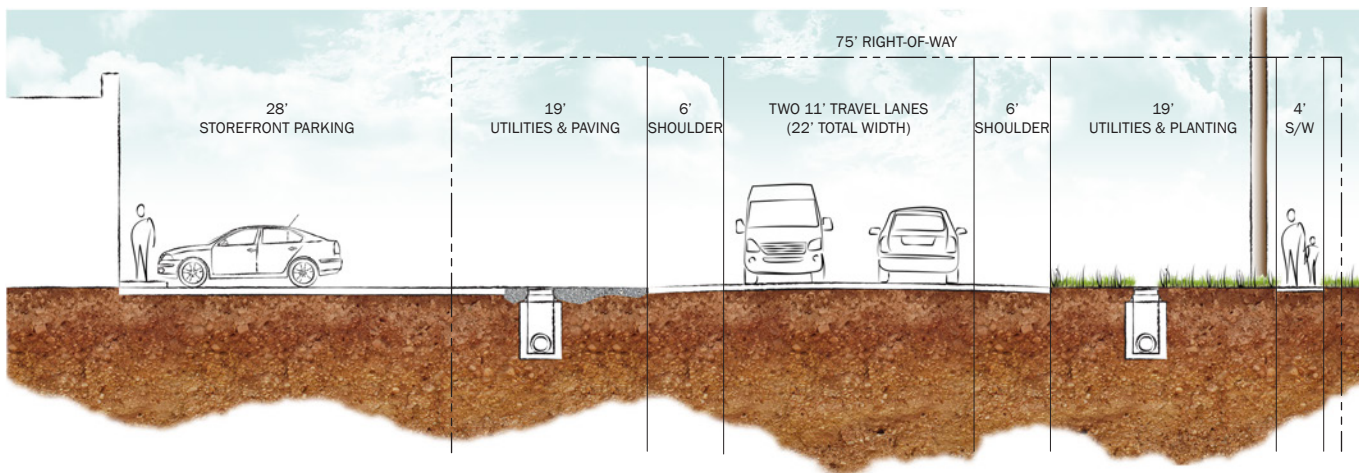 75’ RIGHT-OF-WAY
28’
STOREFRONT PARKING
19’
UTILITIES & PAVING
6’
SHOULDER
TWO 11’ TRAVEL LANES
(22’ TOTAL WIDTH)
6’
SHOULDER
19’
UTILITIES & PLANTING
4’
S/W